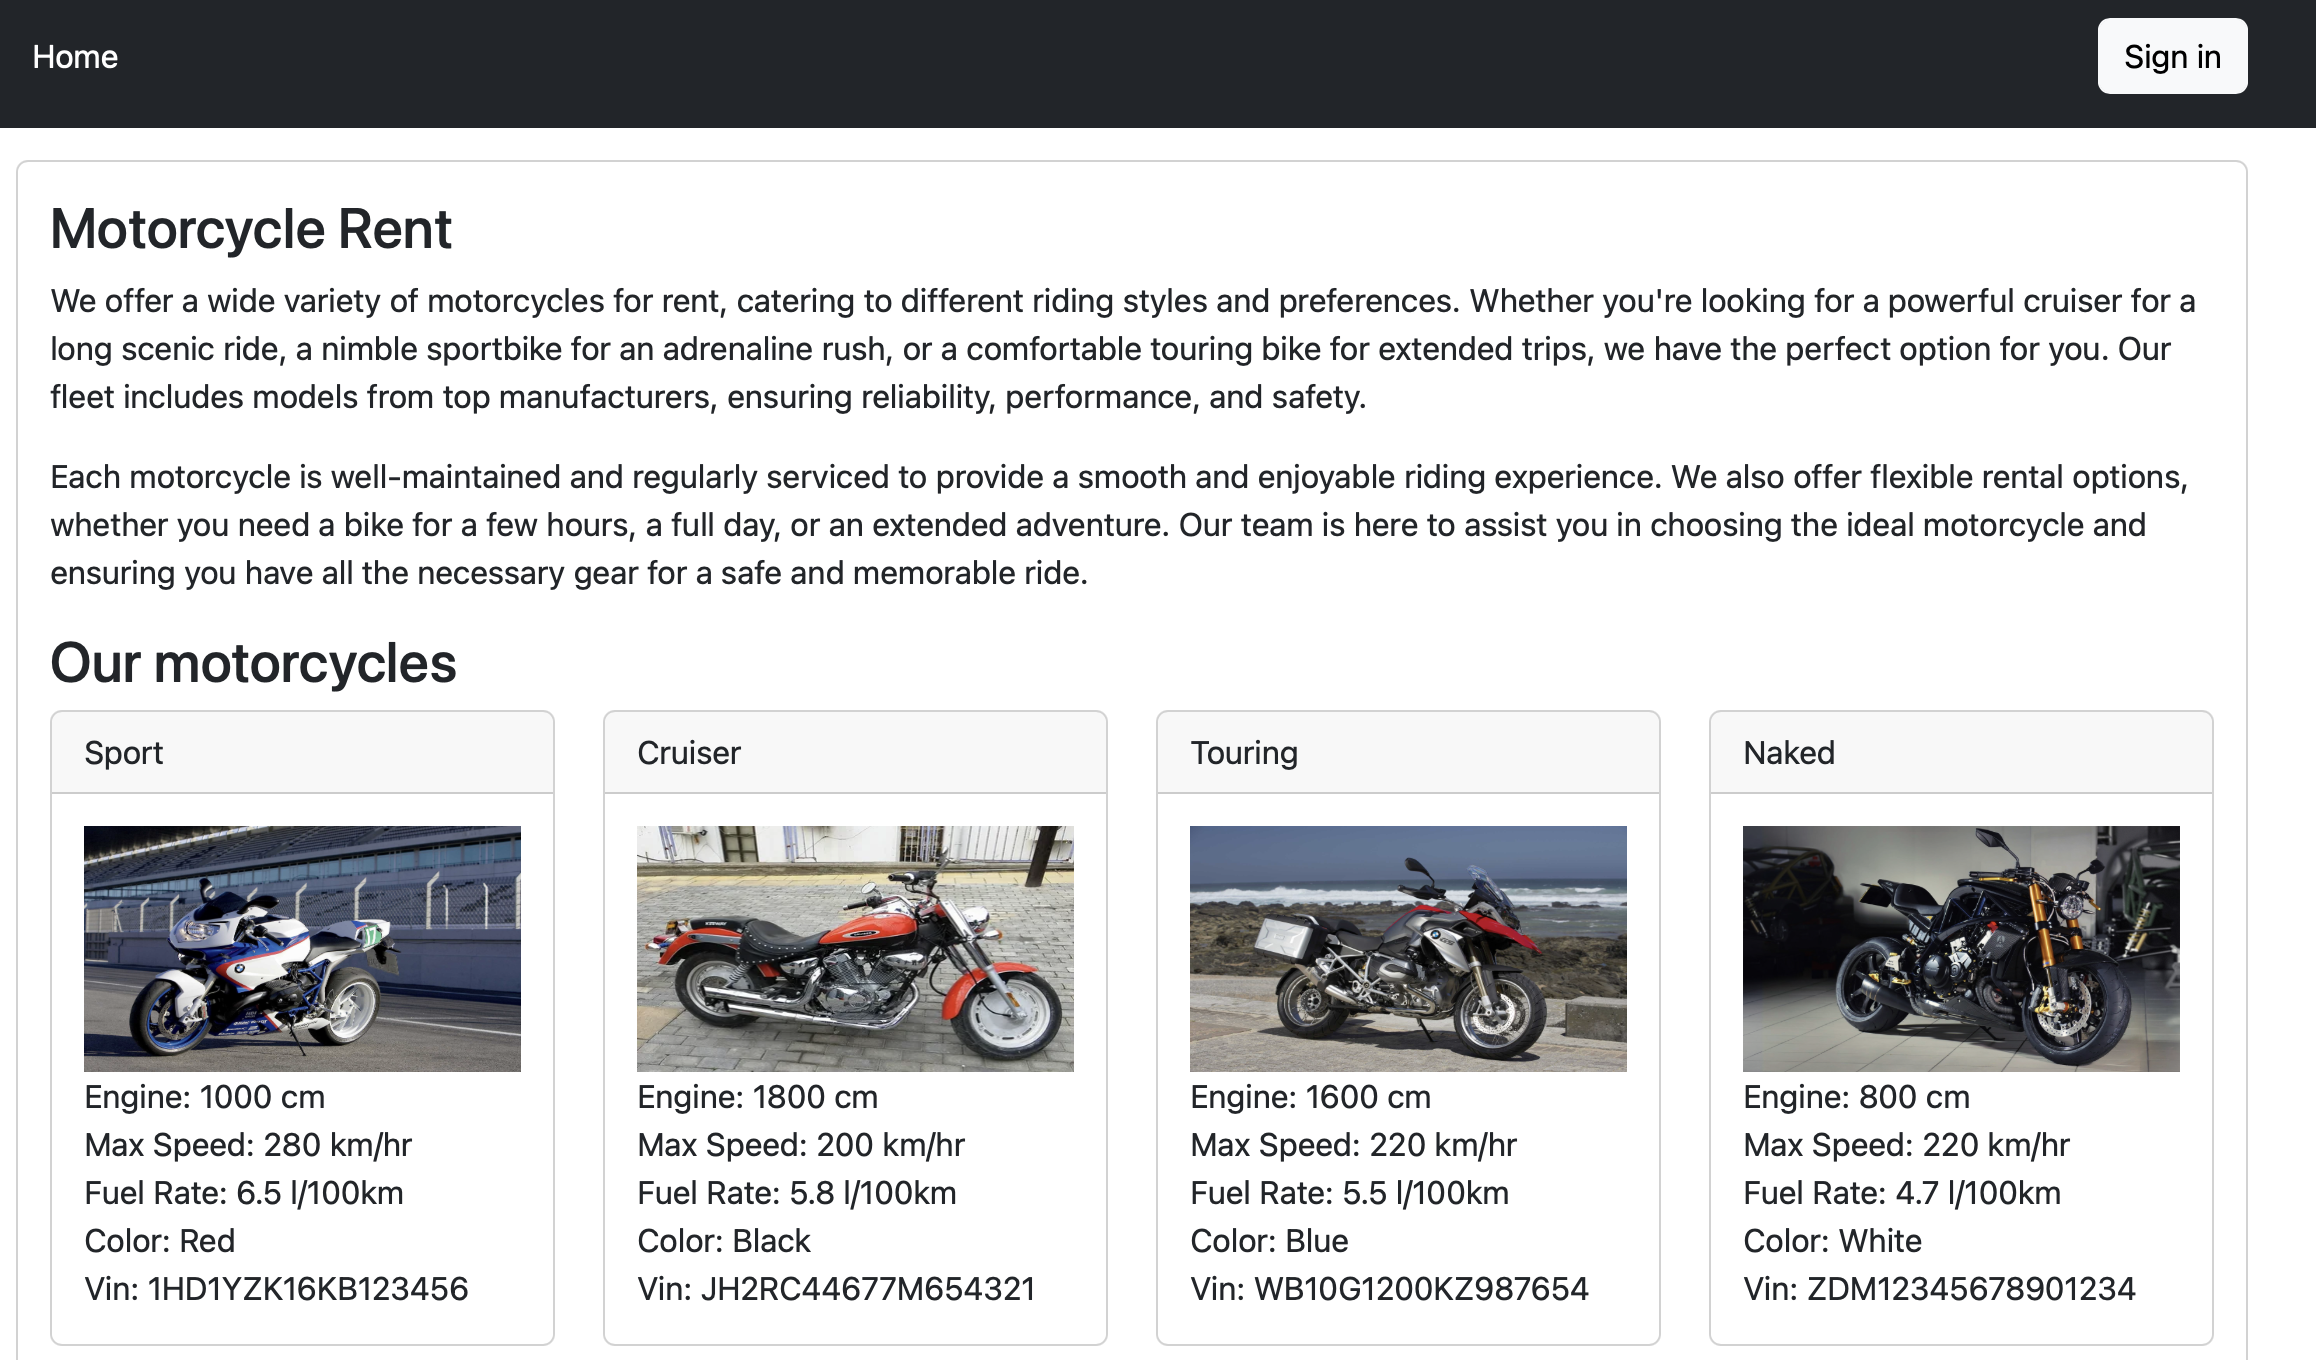 Home
Sign in
Motorcycle Rent
We offer a wide variety of motorcycles for rent, catering to different riding styles and preferences. Whether you're looking for a powerful cruiser for a
long scenic ride, a nimble sportbike for an adrenaline rush, or a comfortable touring bike for extended trips, we have the perfect option for you. Our
fleet includes models from top manufacturers, ensuring reliability, performance, and safety.
Each motorcycle is well-maintained and regularly serviced to provide a smooth and enjoyable riding experience. We also offer flexible rental options,
whether you need a bike for a few hours, a full day, or an extended adventure. Our team is here to assist you in choosing the ideal motorcycle and
ensuring you have all the necessary gear for a safe and memorable ride.
Our motorcycles
Sport
Engine: 1000 cm
Max Speed: 280 km/hr
Fuel Rate: 6.5 l/100km
Color: Red
Vin: 1HD1YZK16KB123456
Cruiser
Engine: 1800 cm
Max Speed: 200 km/hr
Fuel Rate: 5.8 l/100km
Color: Black
Vin: JH2RC44677M654321
Touring
Engine: 1600 cm
Max Speed: 220 km/hr
Fuel Rate: 5.5 l/100km
Color: Blue
Vin: WB10G1200KZ987654
Naked
Engine: 800 cm
Max Speed: 220 km/hr
Fuel Rate: 4.7 l/100km
Color: White
Vin: ZDM12345678901234